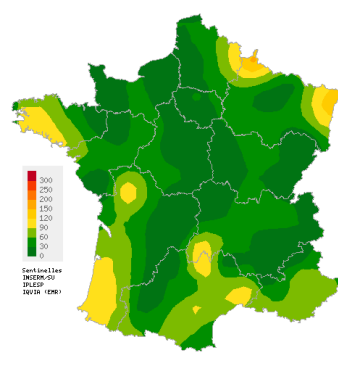 300
250
200
150
120
90
60
30
0
Sentinelles
INSERM/SU
IPLESP
IQVIA (EMR)